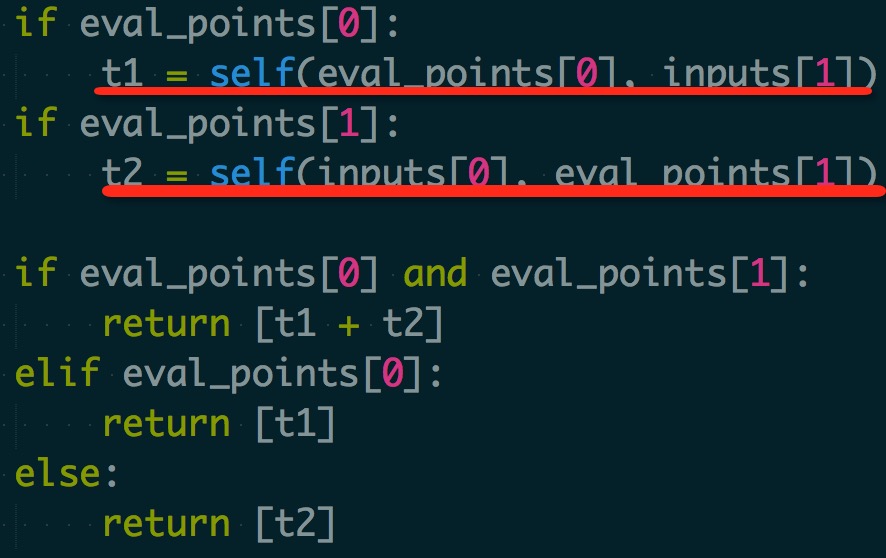 if eval_points[0]:
    t1 = self(eval_points[0], inputs[1])
if eval_points[1]:
    t2 = self(inputs[0], eval_points[1])

if eval_points[0] and eval_points[1]:
    return [t1 + t2]
elif eval_points[0]:
    return [t1]
else:
    return [t2]